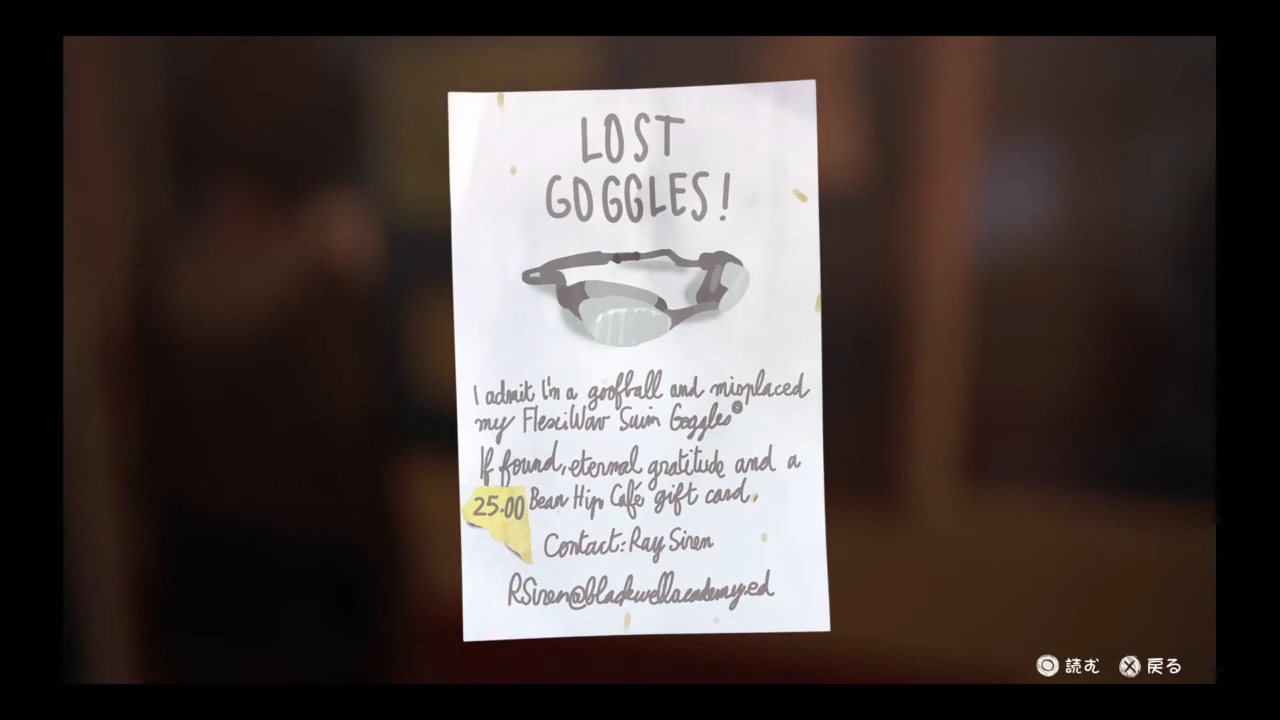 LOST
GOGGLES!
I admit I'm a goofball and misplaced
my FlexiWav Swim Goggles©
If found, eternal gratitude and a
25.00 Bean Hip Café gift card.
Contact: Ray Siren
RSiren@blackwellacademy.ed
読む 戻る